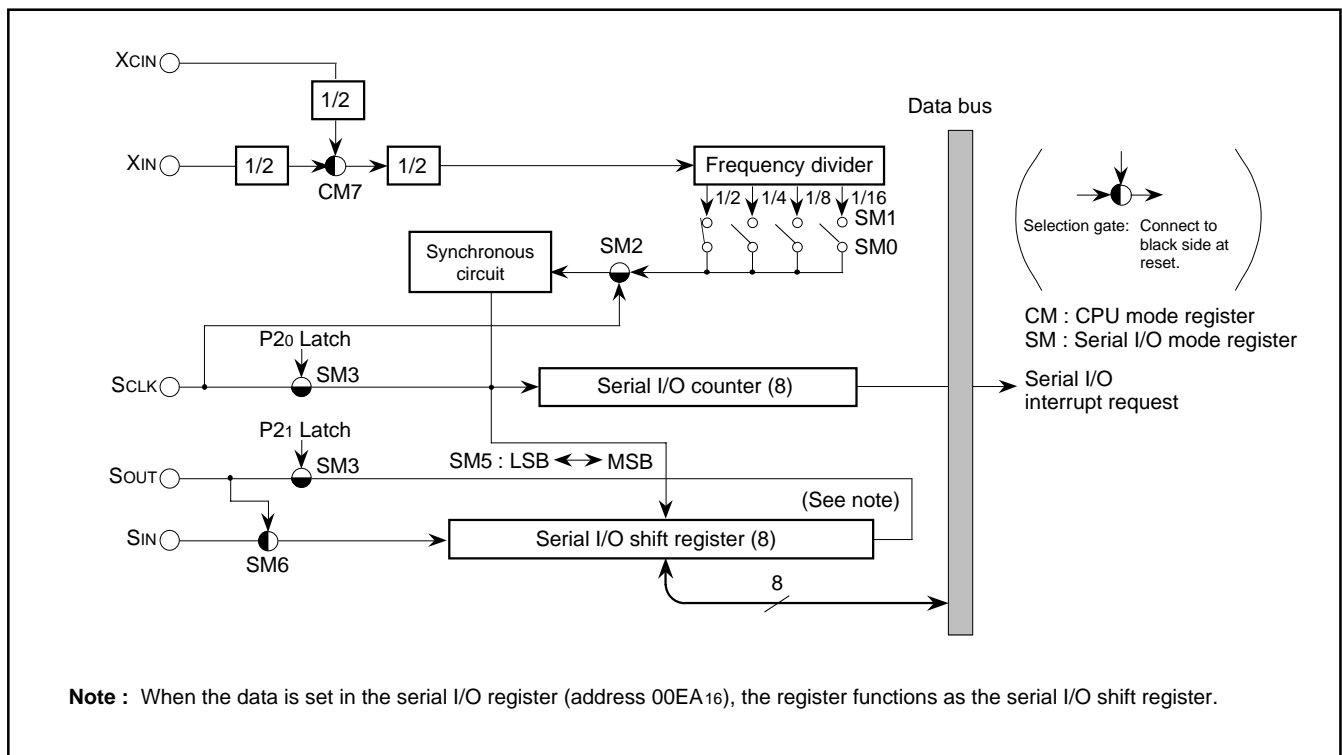 XCIN
1/2
Data bus
XIN
1/2
1/2
Frequency divider
CM7
1/2
1/4
1/8
1/16
SM1
SM0
Selection gate: Connect to
black side at
reset.
Synchronous
circuit
SM2
CM : CPU mode register
SM : Serial I/O mode register
P20 Latch
SCLK
SM3
Serial I/O counter (8)
Serial I/O
interrupt request
P21 Latch
SM5 : LSB
MSB
SOUT
SM3
(See note)
SIN
Serial I/O shift register (8)
SM6
8
Note : When the data is set in the serial I/O register (address 00EA16), the register functions as the serial I/O shift register.